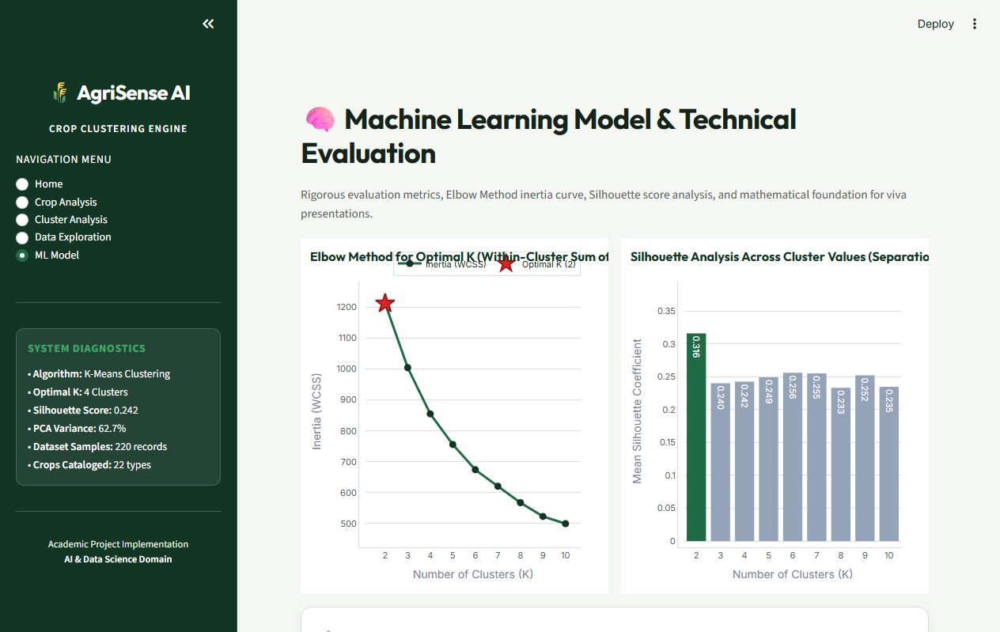 Deploy
AgriSense AI
CROP CLUSTERING ENGINE
NAVIGATION MENU
Home
Crop Analysis
Cluster Analysis
Data Exploration
ML Model
SYSTEM DIAGNOSTICS
• Algorithm: K-Means Clustering
• Optimal K: 4 Clusters
• Silhouette Score: 0.242
• PCA Variance: 62.7%
• Dataset Samples: 220 records
• Crops Cataloged: 22 types
Academic Project Implementation
AI & Data Science Domain
Machine Learning Model & Technical
Evaluation
Rigorous evaluation metrics, Elbow Method inertia curve, Silhouette score analysis, and mathematical foundation for viva
presentations.
Elbow Method for Optimal K (Within-Cluster Sum of
Inertia (WCSS)
Optimal K (2)
1200
1100
1000
900
800
700
600
500
Inertia (WCSS)
2 3 4 5 6 7 8 9 10
Number of Clusters (K)
Silhouette Analysis Across Cluster Values (Separatio
0.35
0.3
0.25
0.2
0.15
0.1
0.05
0
Mean Silhouette Coefficient
0.316
0.240
0.242
0.249
0.256
0.255
0.233
0.252
0.235
2 3 4 5 6 7 8 9 10
Number of Clusters (K)